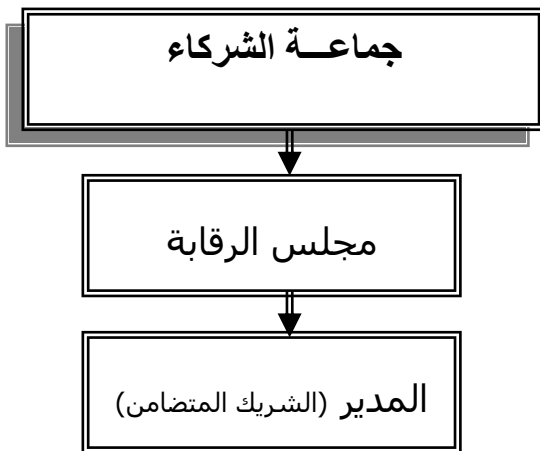 جماعـــة الشركاء
مجلس الرقابة
المدير (الشريك المتضامن)